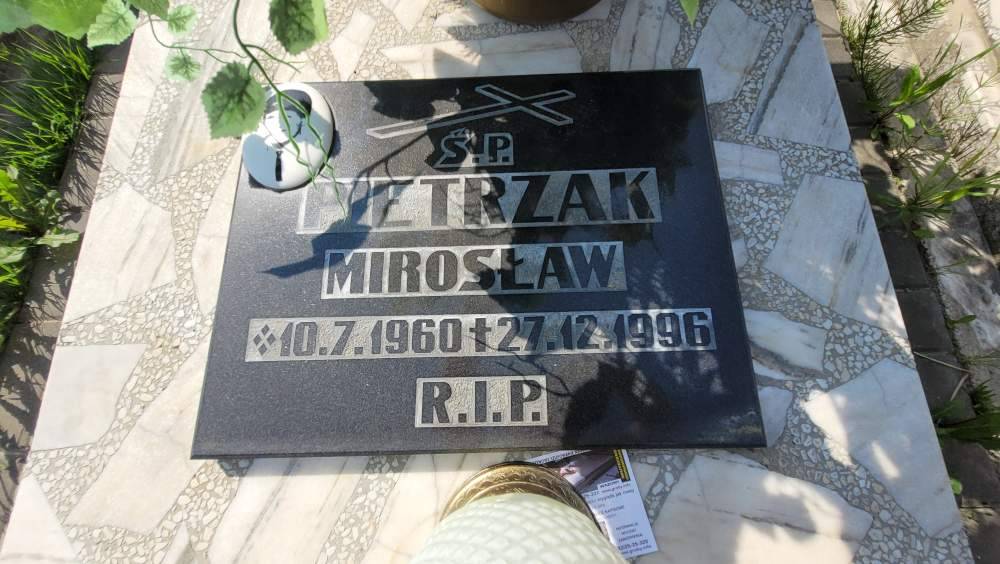 Ś.P.
PIETRZAK
MIROSŁAW
10.7.1960 ✝ 27.12.1996
R.I.P.